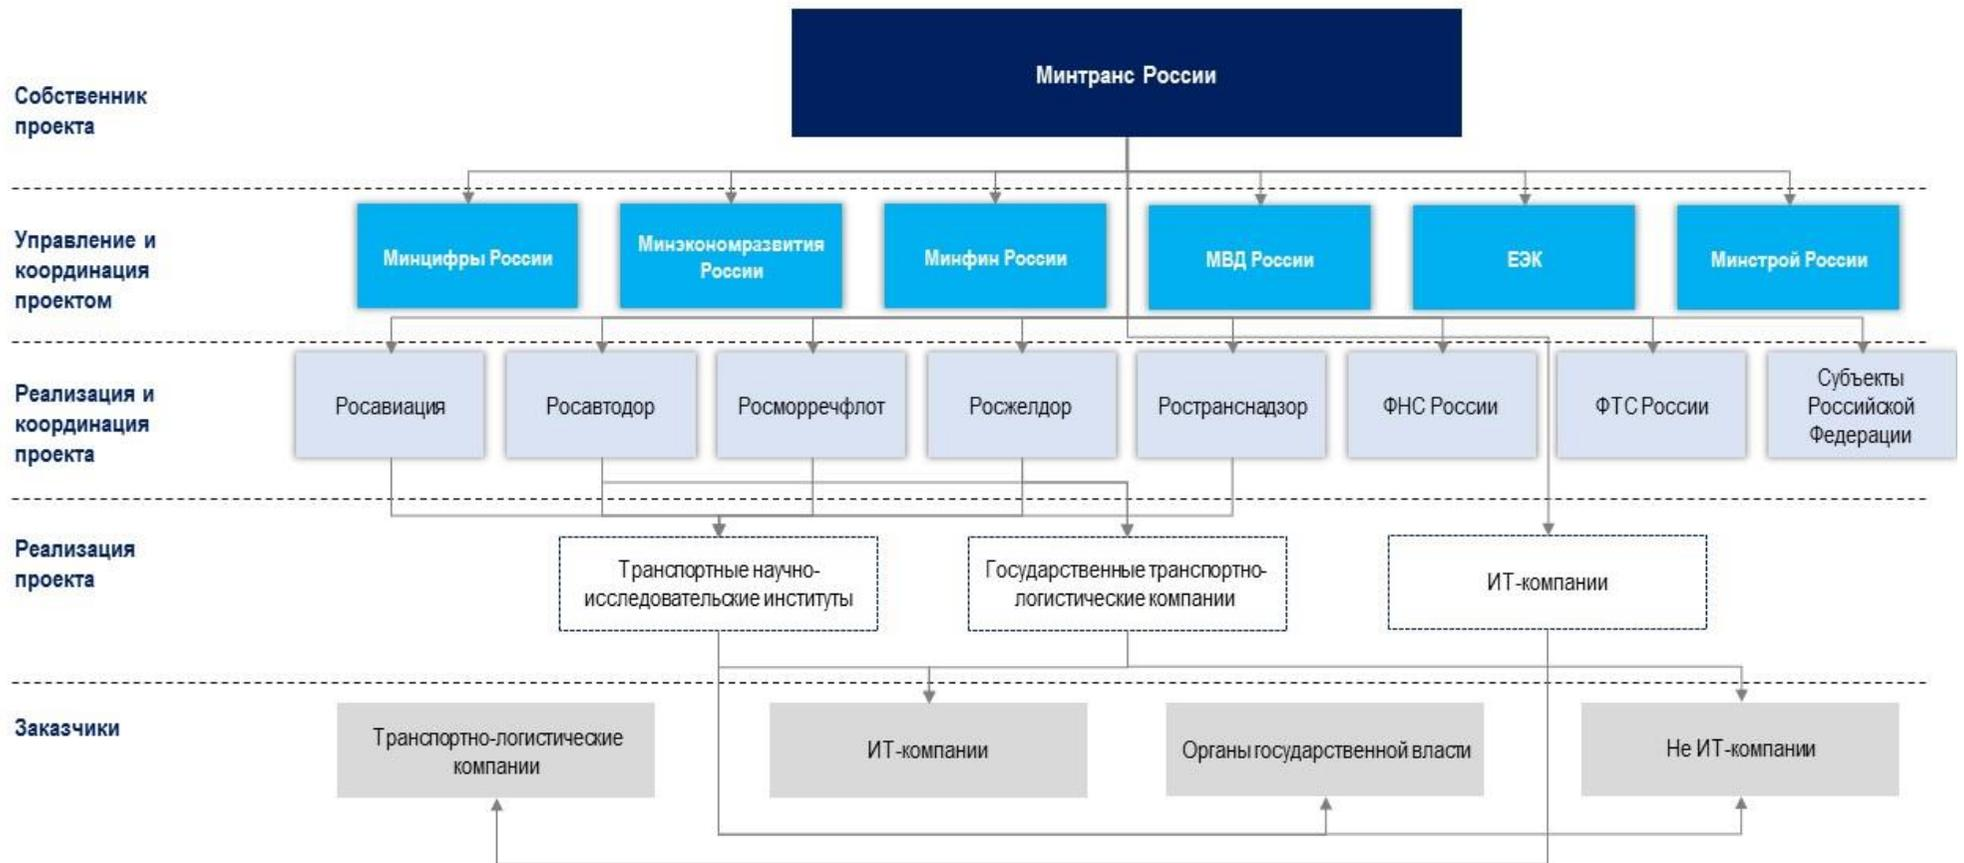 Минтранс России
Собственник
проекта
Управление и
координация
проектом
Минцифры России
Минэкономразвития
России
Минфин России
МВД России
ЕЭК
Минстрой России
Реализация и
координация
проекта
Росавиация
Росавтодор
Росморречфлот
Росжелдор
Ространснадзор
ФНС России
ФТС России
Субъекты
Российской
Федерации
Реализация
проекта
Транспортные научно-
исследовательские институты
Государственные транспортно-
логистические компании
ИТ-компании
Заказчики
Транспортно-логистические
компании
ИТ-компании
Органы государственной власти
Не ИТ-компании